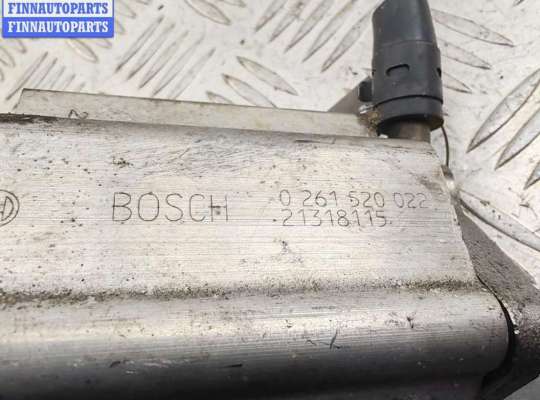 FINNAUTOPARTS
FINNAUTOPARTS
BOSCH
0 261 520 022
21318115